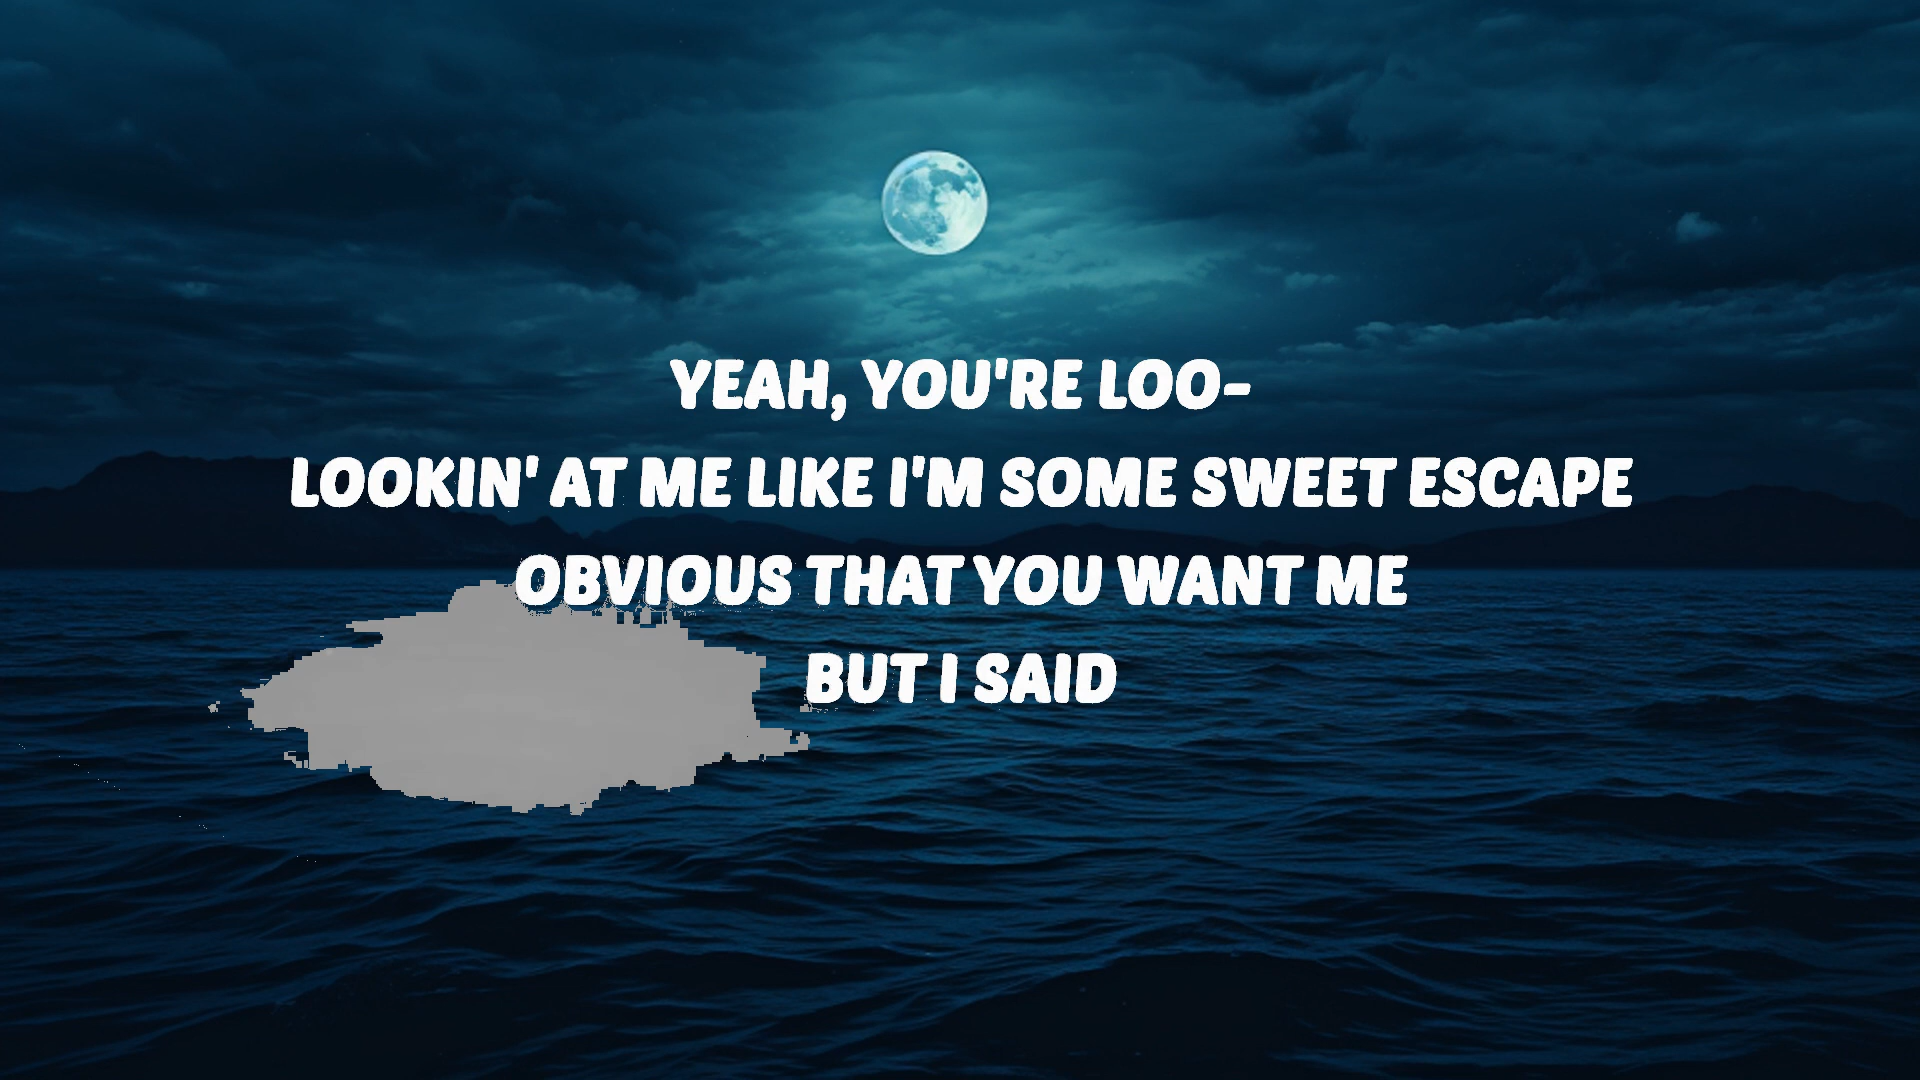 YEAH, YOU'RE LOO-
LOOKIN' AT ME LIKE I'M SOME SWEET ESCAPE
OBVIOUS THAT YOU WANT ME
BUT I SAID